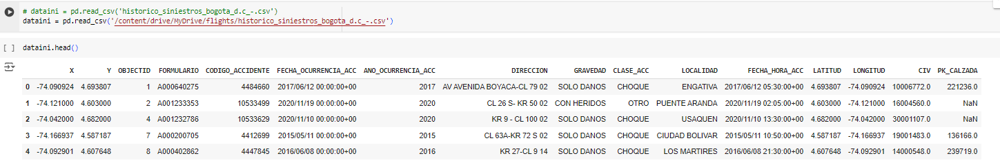 # dataini = pd.read_csv('historico_siniestros_bogota_d.c_-.csv')
dataini = pd.read_csv('/content/drive/MyDrive/flights/historico_siniestros_bogota_d.c_-.csv')
[ ] dataini.head()
X Y OBJECTID FORMULARIO CODIGO_ACCIDENTE FECHA_OCURRENCIA_ACC ANO_OCURRENCIA_ACC DIRECCION GRAVEDAD CLASE_ACC LOCALIDAD FECHA_HORA_ACC LATITUD LONGITUD CIV PK_CALZADA
0 -74.090924 4.693807 1 A000640275 4484660 2017/06/12 00:00:00+00 2017 AV AVENIDA BOYACA-CL 79 02 SOLO DANOS CHOQUE ENGATIVA 2017/06/12 05:30:00+00 4.693807 -74.090924 10006772.0 221236.0
1 -74.121000 4.603000 2 A001233353 10533499 2020/11/19 00:00:00+00 2020 CL 26 S- KR 50 02 CON HERIDOS OTRO PUENTE ARANDA 2020/11/19 02:05:00+00 4.603000 -74.121000 16004560.0 NaN
2 -74.042000 4.682000 4 A001232786 10533629 2020/11/10 00:00:00+00 2020 KR 9 - CL 100 02 SOLO DANOS CHOQUE USAQUEN 2020/11/10 13:30:00+00 4.682000 -74.042000 30001107.0 NaN
3 -74.166937 4.587187 7 A000200705 4412699 2015/05/11 00:00:00+00 2015 CL 63A-KR 72 S 02 SOLO DANOS CHOQUE CIUDAD BOLIVAR 2015/05/11 10:50:00+00 4.587187 -74.166937 19001483.0 136166.0
4 -74.092901 4.607648 8 A000402862 4447845 2016/06/08 00:00:00+00 2016 KR 27-CL 9 14 SOLO DANOS CHOQUE LOS MARTIRES 2016/06/08 21:30:00+00 4.607648 -74.092901 14000548.0 239719.0